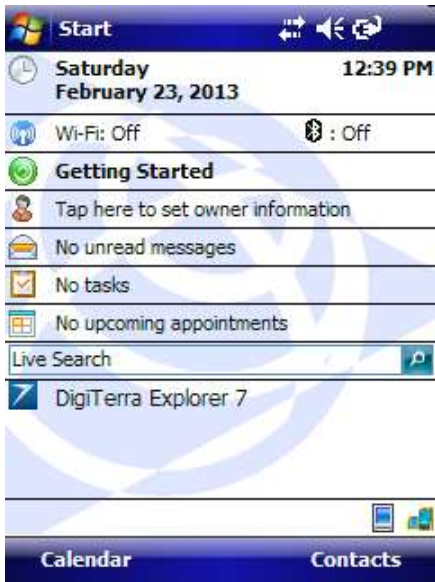 Start
Saturday 12:39 PM
February 23, 2013
Wi-Fi: Off : Off
Getting Started
Tap here to set owner information
No unread messages
No tasks
No upcoming appointments
Live Search
DigiTerra Explorer 7
Calendar Contacts